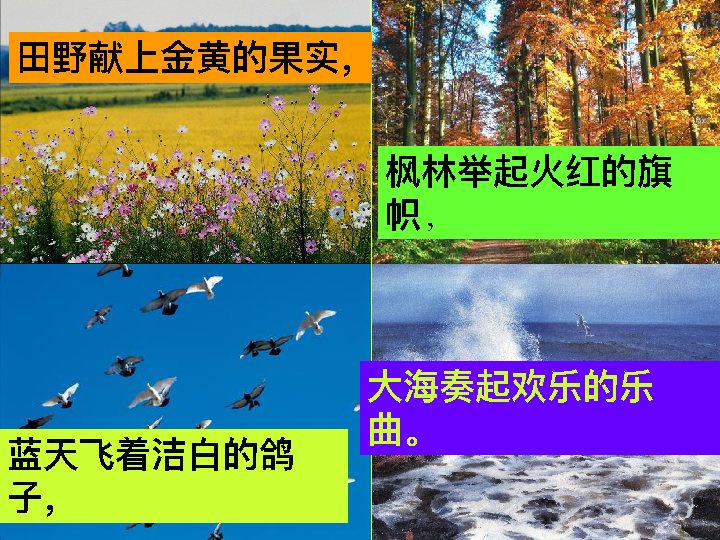 田野献上金黄的果实，
枫林举起火红的旗
帜，
蓝天飞着洁白的鸽
子，
大海奏起欢乐的乐
曲。